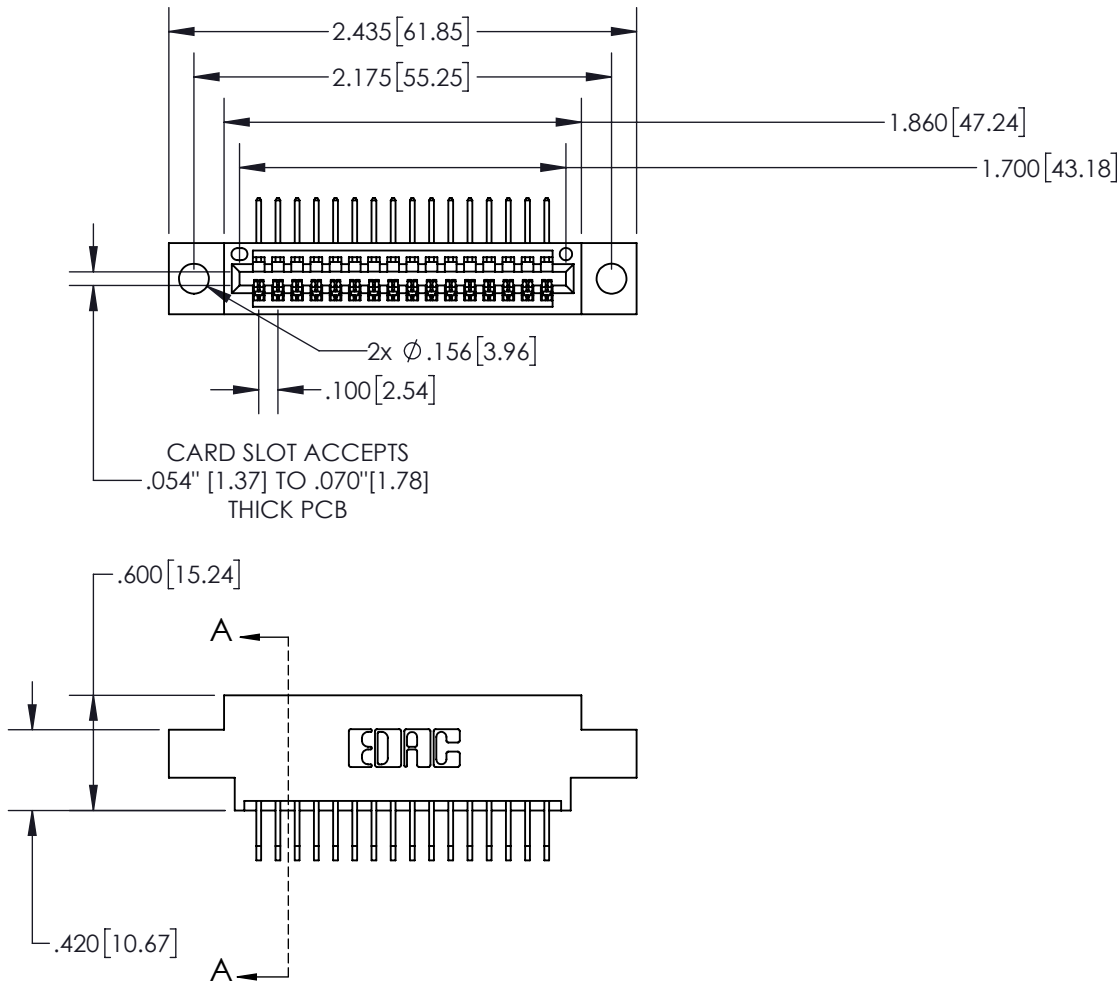 2.435[61.85]
2.175[55.25]
1.860[47.24]
1.700[43.18]
2x Ø.156[3.96]
.100[2.54]
CARD SLOT ACCEPTS
.054" [1.37] TO .070"[1.78]
THICK PCB
.600[15.24]
A
EDAC
.420[10.67]
A